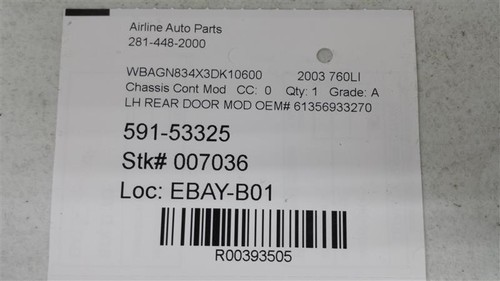 Airline Auto Parts
281-448-2000
WBAGN834X3DK10600 2003 760LI
Chassis Cont Mod CC: 0 Qty: 1 Grade: A
LH REAR DOOR MOD OEM# 61356933270
591-53325
Stk# 007036
Loc: EBAY-B01
R00393505